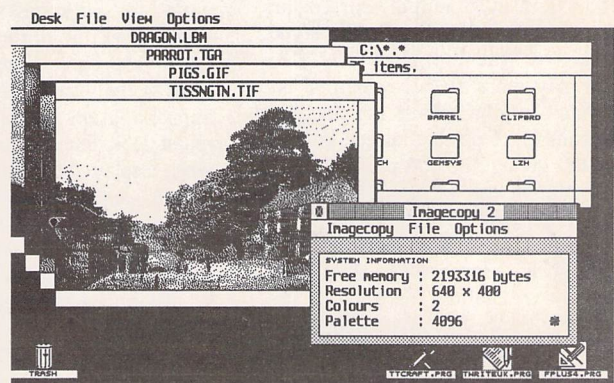 Desk File View Options
DRAGON.LBM
PARROT.TGA
PIGS.GIF
TISSNGTN.TIF
C:\*.*
items.
BARREL
CLIPBRD
GEMSYS
LZH
Imagecopy 2
Imagecopy File Options
SYSTEM INFORMATION
Free memory : 2193316 bytes
Resolution : 640 x 400
Colours : 2
Palette : 4096
TRASH
TTCRAFT.PRG
THRITEUK.PRG
FPLUS4.PRG